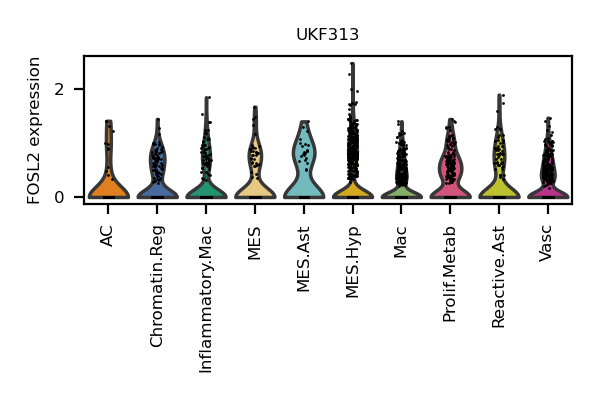 UKF313
FOSL2 expression
2
0
AC
Chromatin.Reg
Inflammatory.Mac
MES
MES.Ast
MES.Hyp
Mac
Prolif.Metab
Reactive.Ast
Vasc